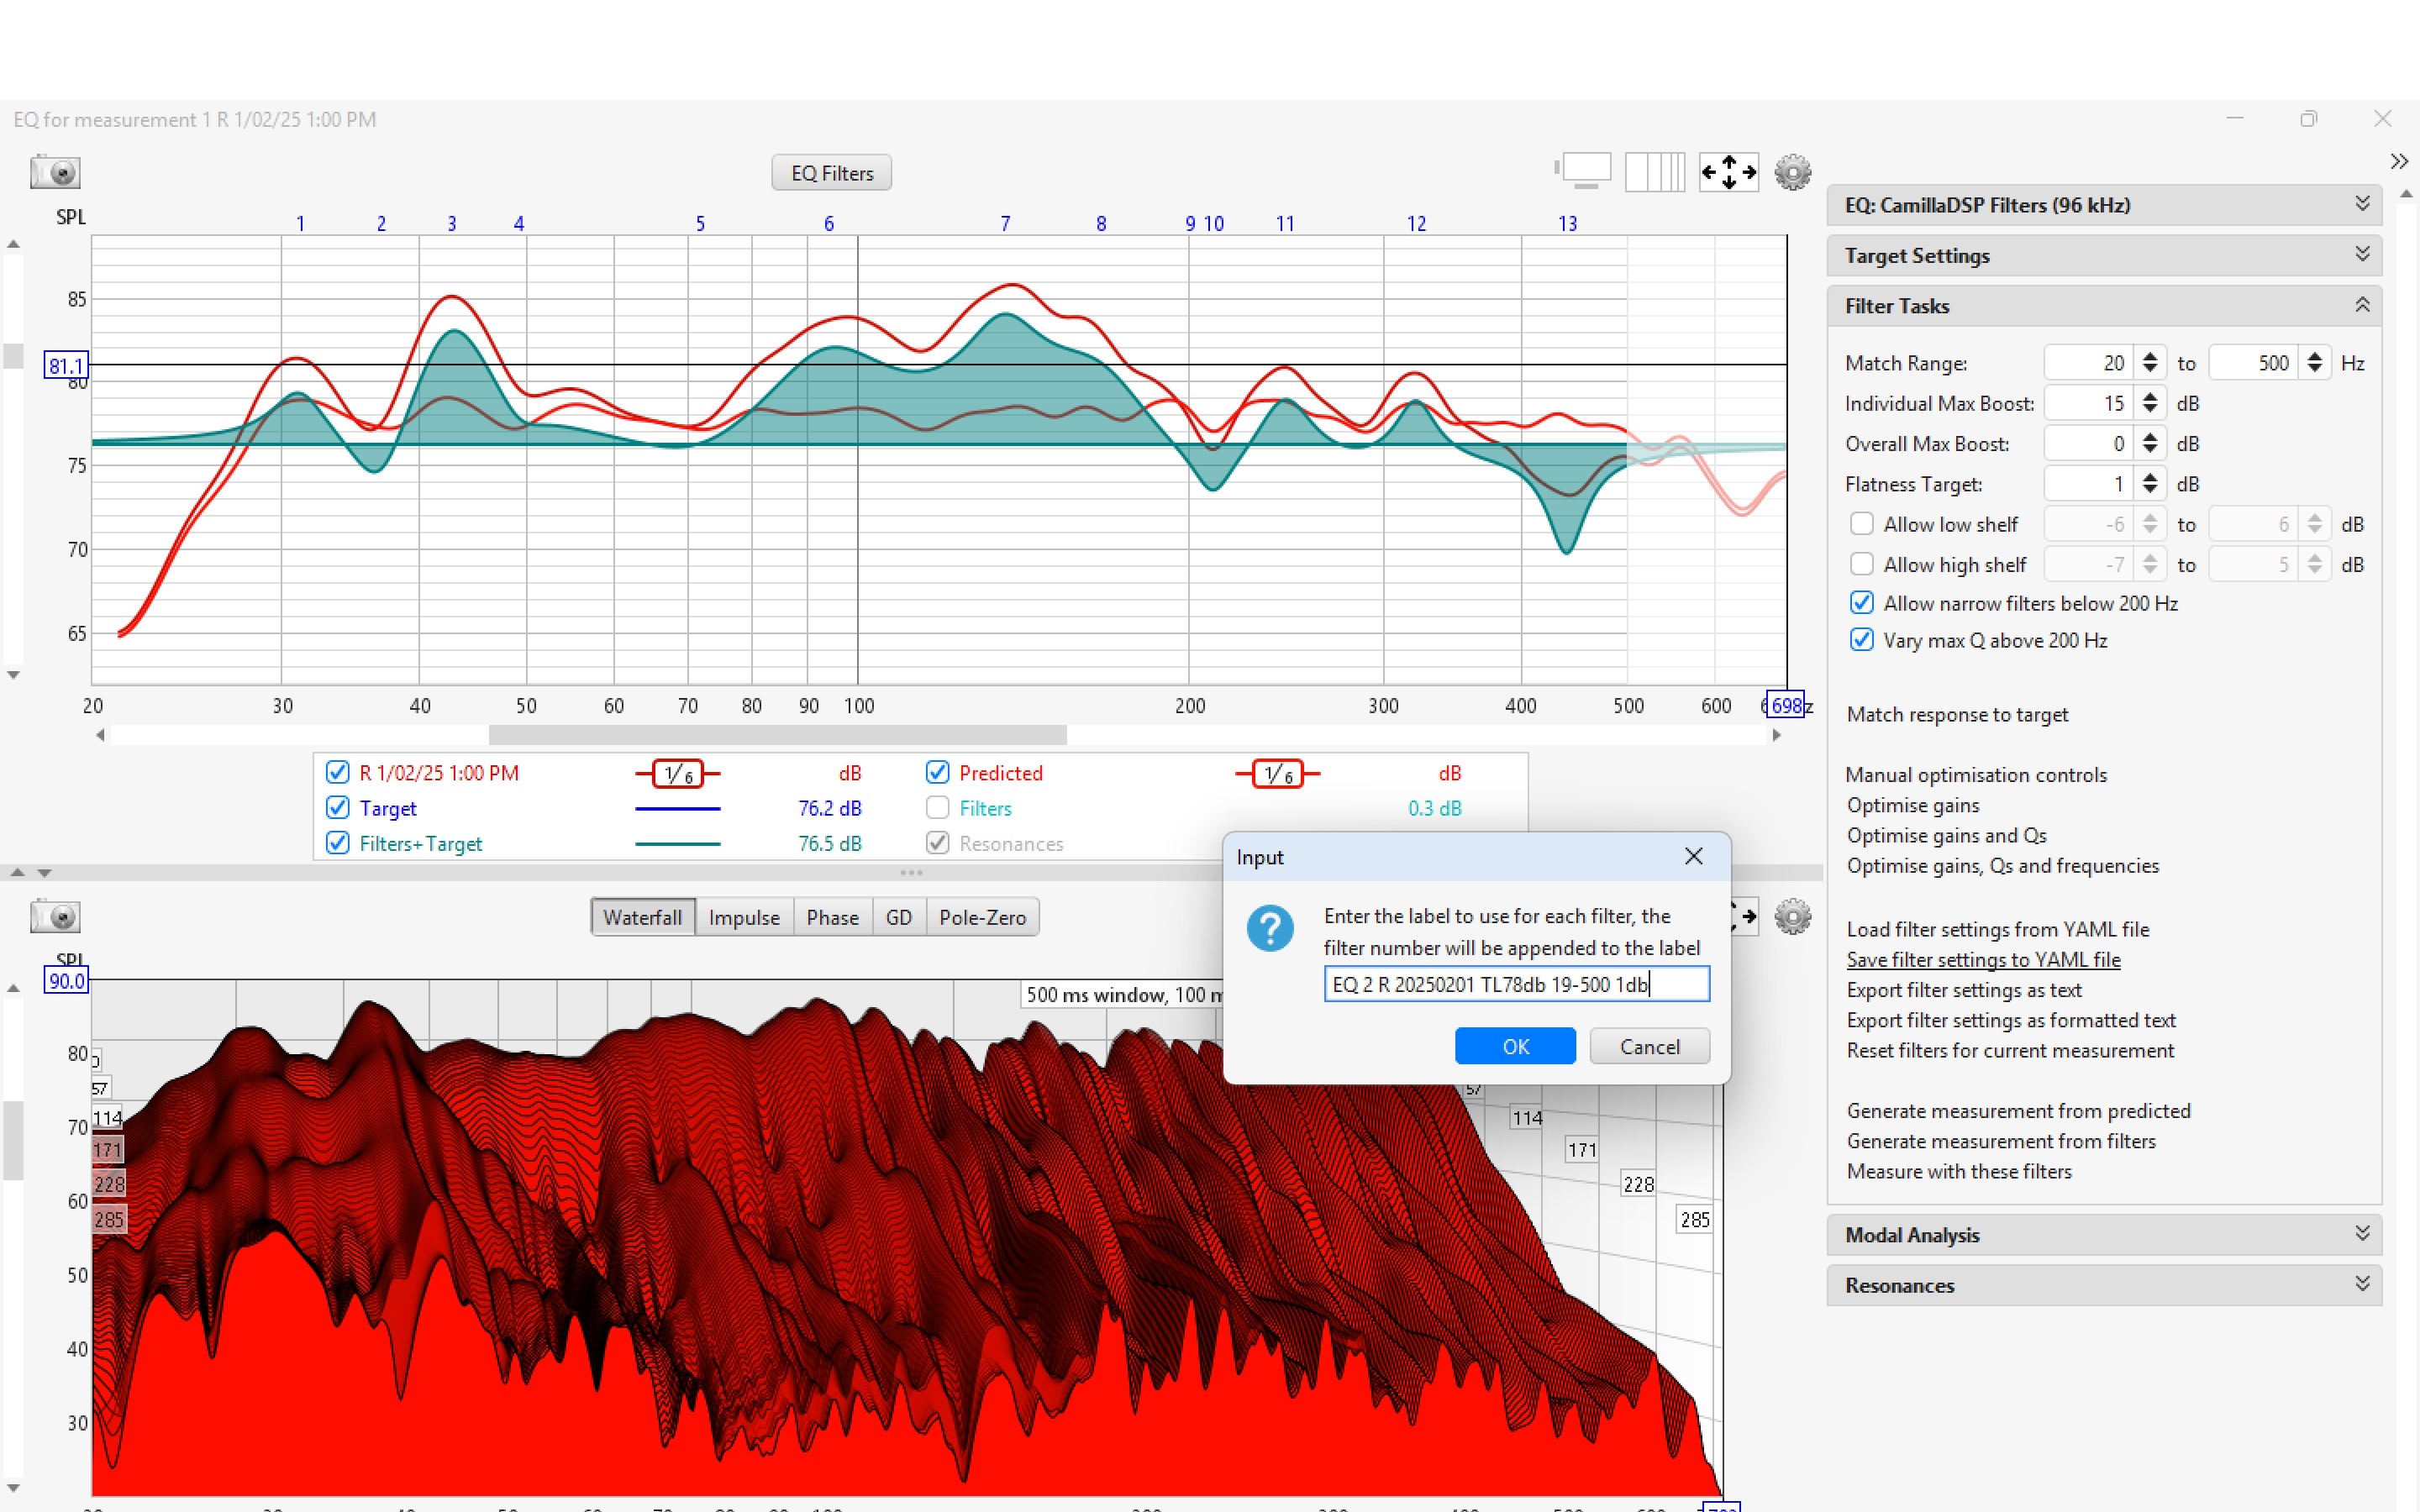 EQ for measurement 1 R 1/02/25 1:00 PM
EQ Filters
SPL
1 2 3 4 5 6 7 8 9 10 11 12 13
85
81.1
80
75
70
65
20 30 40 50 60 70 80 90 100 200 300 400 500 600 698
R 1/02/25 1:00 PM 1/6 dB Predicted 1/6 dB
Target 76.2 dB Filters 0.3 dB
Filters+Target 76.5 dB Resonances
Waterfall Impulse Phase GD Pole-Zero
SPL
90.0
500 ms window, 100 m
80
57
114
70
171
228
60
285
50
40
30
57
114
171
228
285
Input
Enter the label to use for each filter, the
filter number will be appended to the label
EQ 2 R 20250201 TL78db 19-500 1db
OK Cancel
EQ: CamillaDSP Filters (96 kHz)
Target Settings
Filter Tasks
Match Range: 20 to 500 Hz
Individual Max Boost: 15 dB
Overall Max Boost: 0 dB
Flatness Target: 1 dB
Allow low shelf -6 to 6 dB
Allow high shelf -7 to 5 dB
Allow narrow filters below 200 Hz
Vary max Q above 200 Hz
Match response to target
Manual optimisation controls
Optimise gains
Optimise gains and Qs
Optimise gains, Qs and frequencies
Load filter settings from YAML file
Save filter settings to YAML file
Export filter settings as text
Export filter settings as formatted text
Reset filters for current measurement
Generate measurement from predicted
Generate measurement from filters
Measure with these filters
Modal Analysis
Resonances